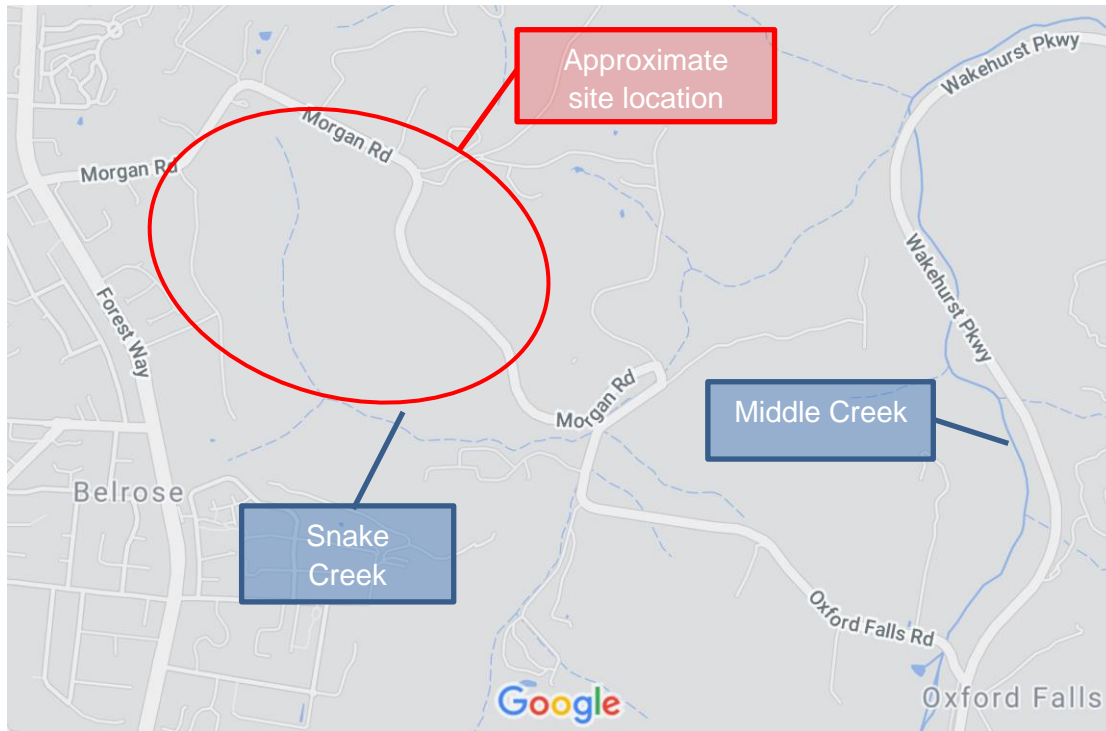 Approximate
site location
Wakehurst Pkwy
Morgan Rd
Morgan Rd
Wakehurst Pkwy
Forest Way
Morgan Rd
Middle Creek
Belrose
Snake
Creek
Oxford Falls Rd
Google
Oxford Falls